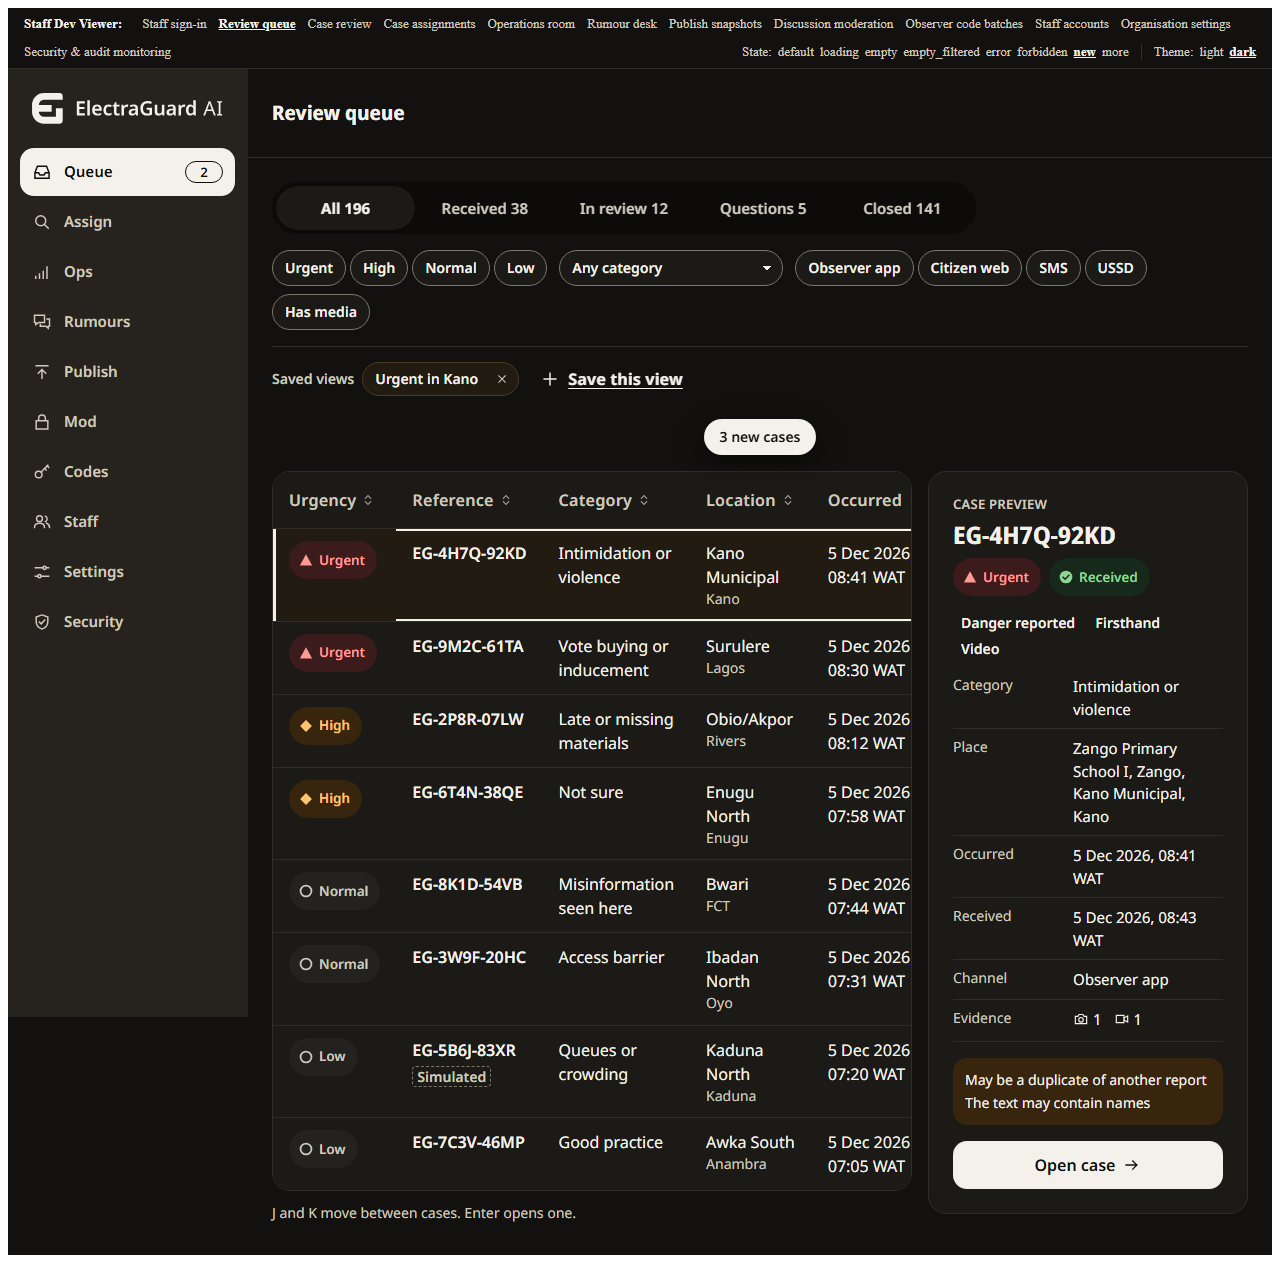 Staff Dev Viewer: Staff sign-in Review queue Case review Case assignments Operations room Rumour desk Publish snapshots Discussion moderation Observer code batches Staff accounts Organisation settings
Security & audit monitoring State: default loading empty empty_filtered error forbidden new more Theme: light dark
ElectraGuard AI
Queue 2
Assign
Ops
Rumours
Publish
Mod
Codes
Staff
Settings
Security
Review queue
All 196 Received 38 In review 12 Questions 5 Closed 141
Urgent High Normal Low Any category Observer app Citizen web SMS USSD
Has media
Saved views Urgent in Kano × + Save this view
3 new cases
Urgency Reference Category Location Occurred
Urgent EG-4H7Q-92KD Intimidation or Kano 5 Dec 2026
violence Municipal 08:41 WAT
Kano
Urgent EG-9M2C-61TA Vote buying or Surulere 5 Dec 2026
inducement Lagos 08:30 WAT
High EG-2P8R-07LW Late or missing Obio/Akpor 5 Dec 2026
materials Rivers 08:12 WAT
High EG-6T4N-38QE Not sure Enugu 5 Dec 2026
North 07:58 WAT
Enugu
Normal EG-8K1D-54VB Misinformation Bwari 5 Dec 2026
seen here FCT 07:44 WAT
Normal EG-3W9F-20HC Access barrier Ibadan 5 Dec 2026
North 07:31 WAT
Oyo
Low EG-5B6J-83XR Queues or Kaduna 5 Dec 2026
Simulated crowding North 07:20 WAT
Kaduna
Low EG-7C3V-46MP Good practice Awka South 5 Dec 2026
Anambra 07:05 WAT
J and K move between cases. Enter opens one.
CASE PREVIEW
EG-4H7Q-92KD
Urgent Received
Danger reported Firsthand
Video
Category Intimidation or
violence
Place Zango Primary
School I, Zango,
Kano Municipal,
Kano
Occurred 5 Dec 2026, 08:41
WAT
Received 5 Dec 2026, 08:43
WAT
Channel Observer app
Evidence 1 1
May be a duplicate of another report
The text may contain names
Open case →